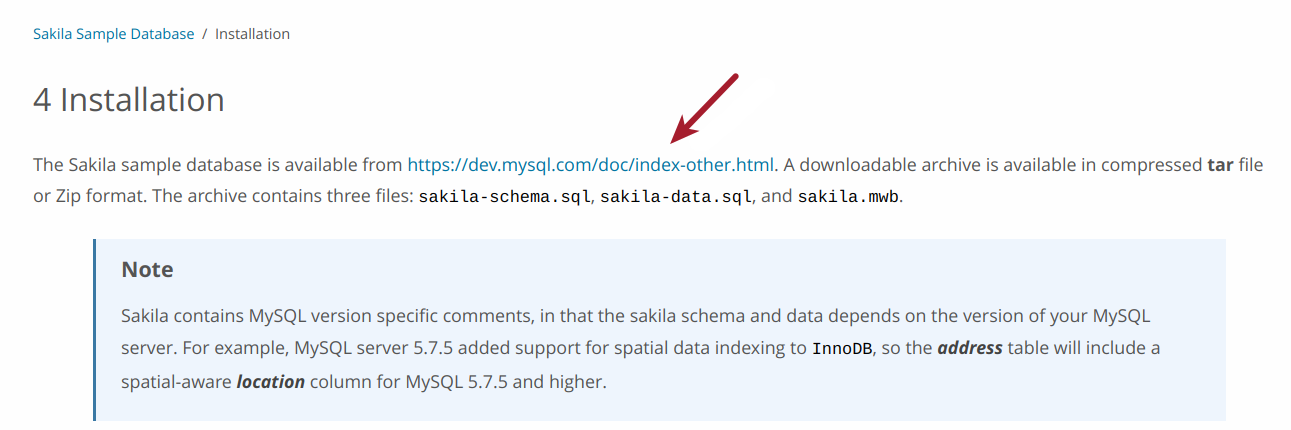 Sakila Sample Database / Installation
4 Installation
The Sakila sample database is available from https://dev.mysql.com/doc/index-other.html. A downloadable archive is available in compressed tar file
or Zip format. The archive contains three files: sakila-schema.sql, sakila-data.sql, and sakila.mwb.
Note
Sakila contains MySQL version specific comments, in that the sakila schema and data depends on the version of your MySQL
server. For example, MySQL server 5.7.5 added support for spatial data indexing to InnoDB, so the address table will include a
spatial-aware location column for MySQL 5.7.5 and higher.